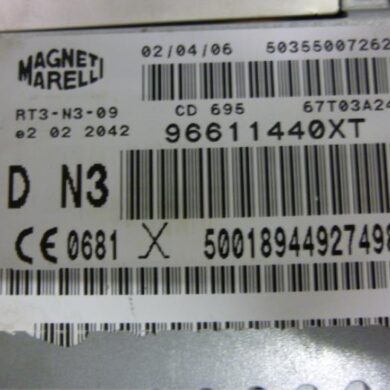 MAGNETI
MARELLI
02/04/06 50355007262
RT3-N3-09 CD 695 67T03A24
e2 02 2042 96611440XT
D N3
CE 0681 X 5001894492749